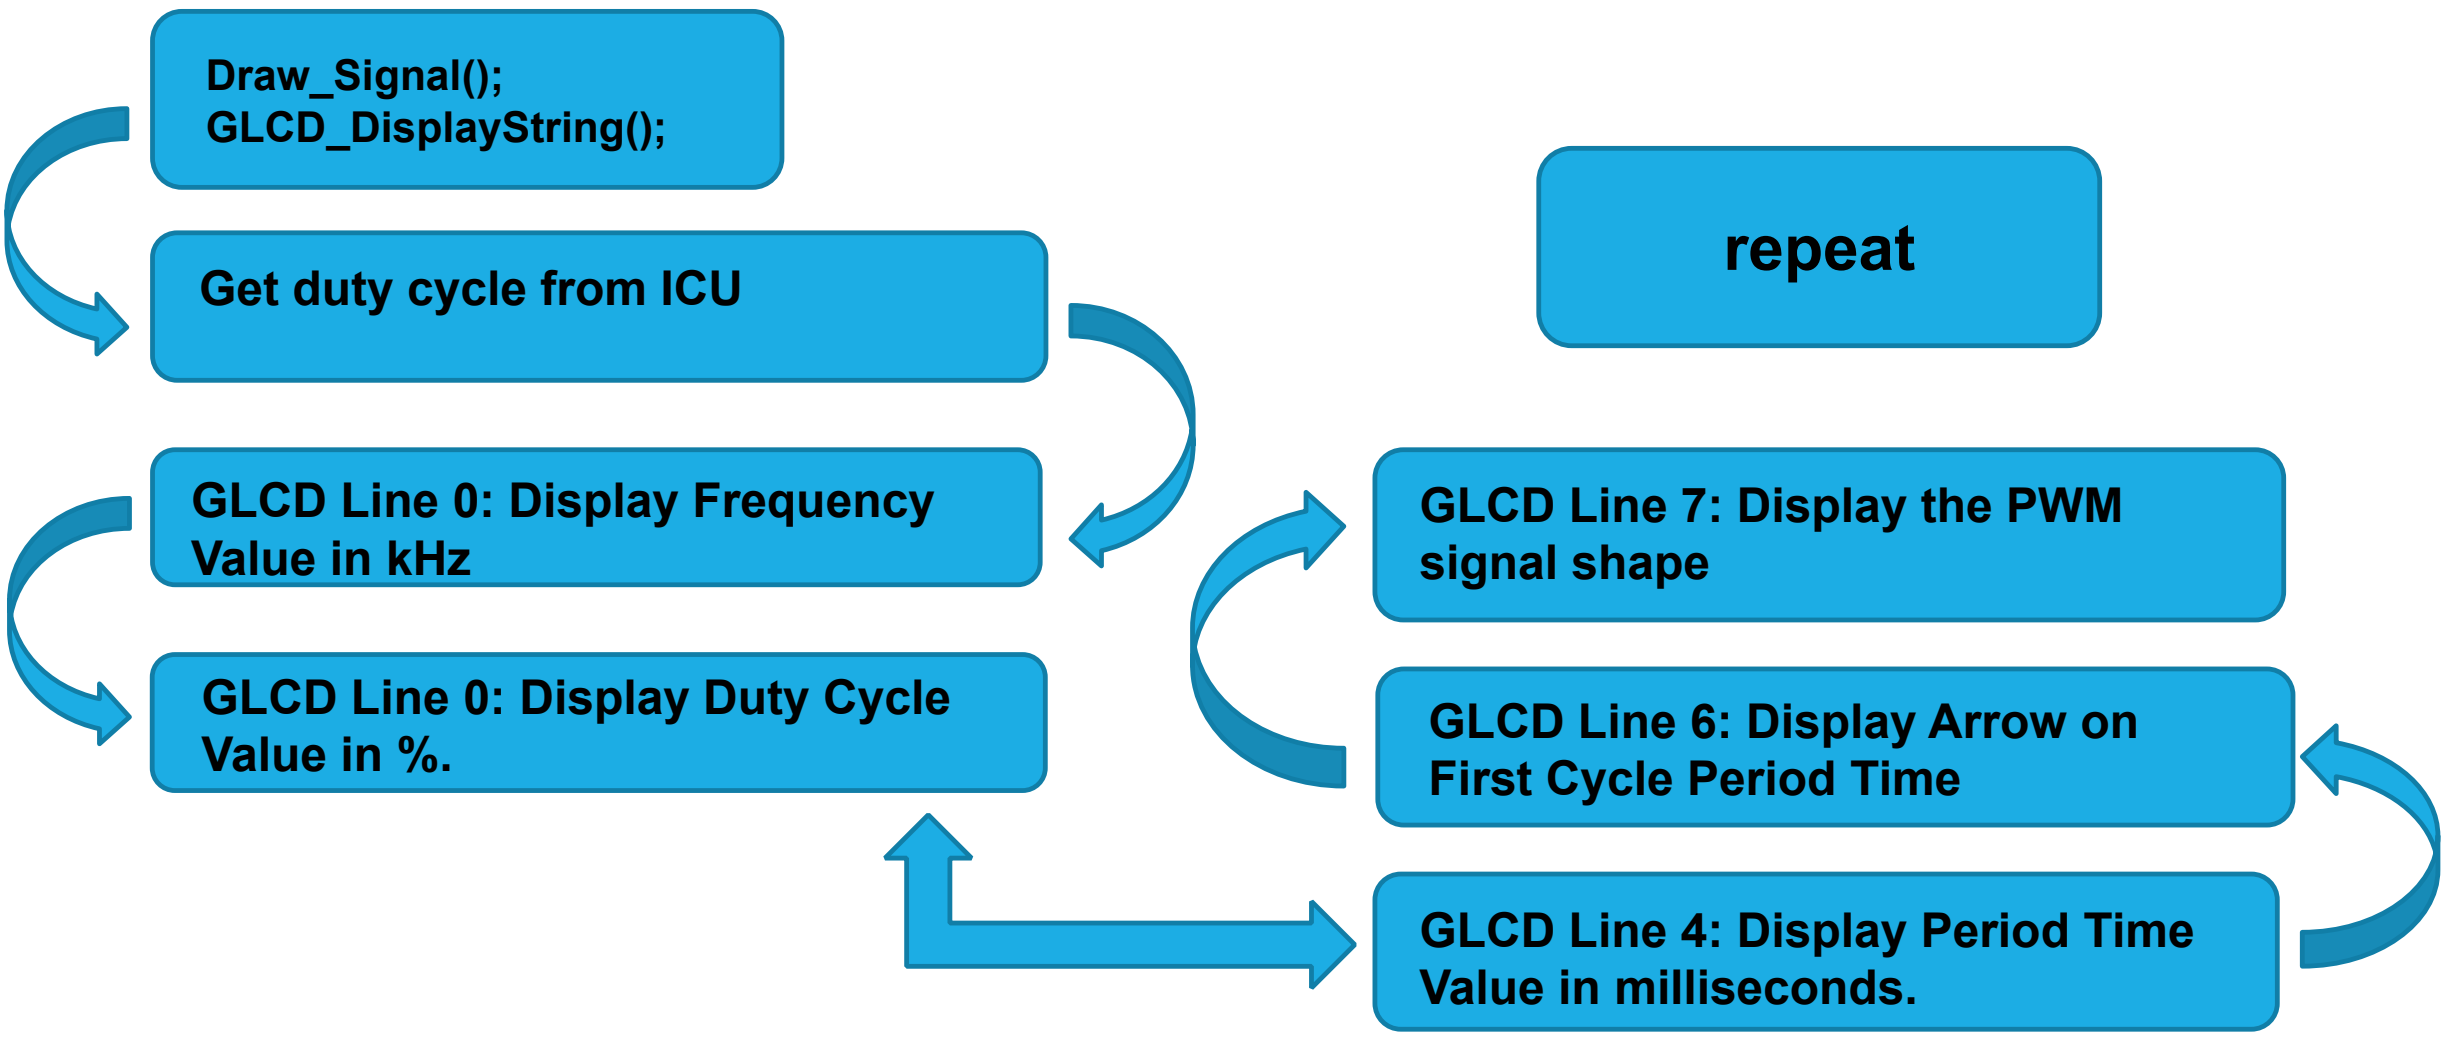 Draw_Signal();
GLCD_DisplayString();
Get duty cycle from ICU
GLCD Line 0: Display Frequency
Value in kHz
GLCD Line 0: Display Duty Cycle
Value in %.
GLCD Line 4: Display Period Time
Value in milliseconds.
GLCD Line 6: Display Arrow on
First Cycle Period Time
GLCD Line 7: Display the PWM
signal shape
repeat